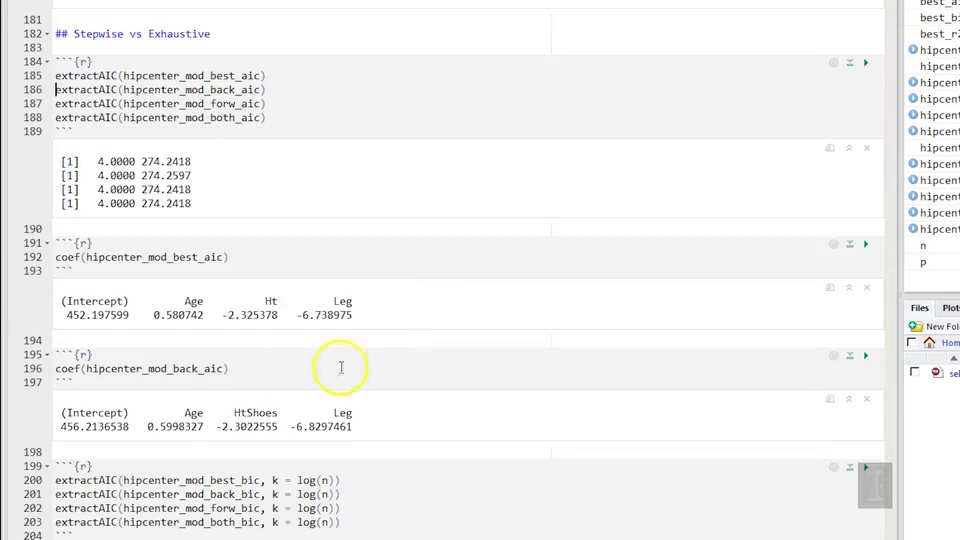 181
182 ## Stepwise vs Exhaustive
183
184 ```{r}
185 extractAIC(hipcenter_mod_best_aic)
186 extractAIC(hipcenter_mod_back_aic)
187 extractAIC(hipcenter_mod_forw_aic)
188 extractAIC(hipcenter_mod_both_aic)
189 ```
[1] 4.0000 274.2418
[1] 4.0000 274.2597
[1] 4.0000 274.2418
[1] 4.0000 274.2418
190
191 ```{r}
192 coef(hipcenter_mod_best_aic)
193 ```
(Intercept) Age Ht Leg
452.197599 0.580742 -2.325378 -6.738975
194
195 ```{r}
196 coef(hipcenter_mod_back_aic)
197 ```
(Intercept) Age HtShoes Leg
456.2136538 0.5998327 -2.3022555 -6.8297461
198
199 ```{r}
200 extractAIC(hipcenter_mod_best_bic, k = log(n))
201 extractAIC(hipcenter_mod_back_bic, k = log(n))
202 extractAIC(hipcenter_mod_forw_bic, k = log(n))
203 extractAIC(hipcenter_mod_both_bic, k = log(n))
204 ```
best_ai
best_bi
best_r2
hipcent
hipcent
hipcent
hipcent
hipcent
hipcent
hipcent
hipcent
hipcent
hipcent
hipcent
hipcent
n
p
Files Plots
New Fol
Hom
sel